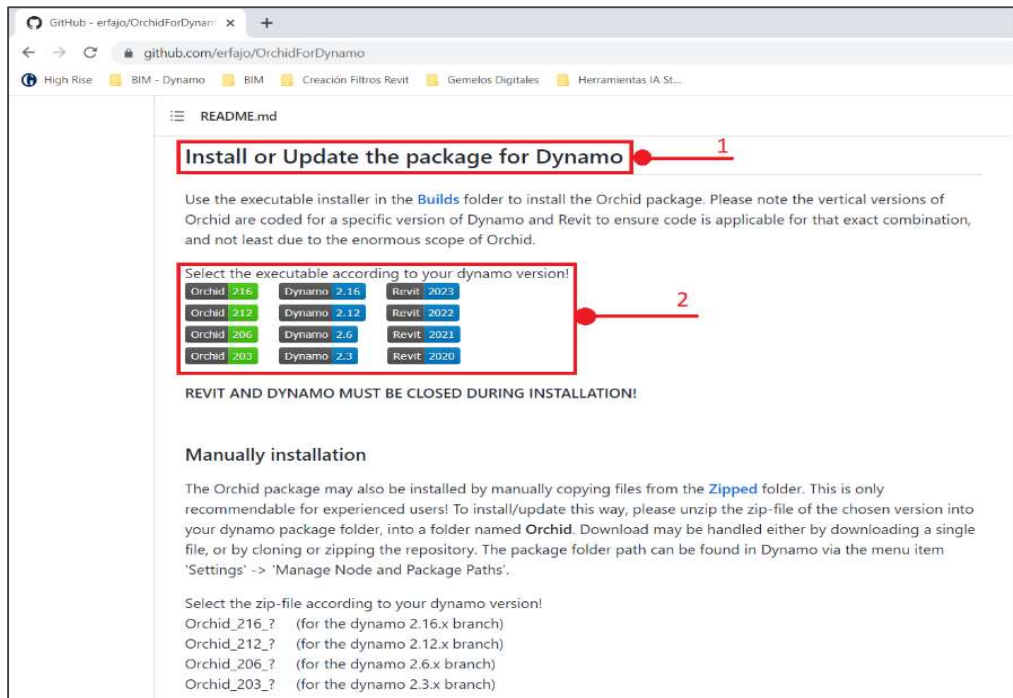 GitHub - erfajo/OrchidForDynam
github.com/erfajo/OrchidForDynamo
High Rise BIM - Dynamo BIM Creación Filtros Revit Gemelos Digitales Herramientas IA St...
README.md
Install or Update the package for Dynamo
1
Use the executable installer in the Builds folder to install the Orchid package. Please note the vertical versions of
Orchid are coded for a specific version of Dynamo and Revit to ensure code is applicable for that exact combination,
and not least due to the enormous scope of Orchid.
Select the executable according to your dynamo version!
Orchid 216 Dynamo 2.16 Revit 2023
Orchid 212 Dynamo 2.12 Revit 2022
Orchid 206 Dynamo 2.6 Revit 2021
Orchid 203 Dynamo 2.3 Revit 2020
2
REVIT AND DYNAMO MUST BE CLOSED DURING INSTALLATION!
Manually installation
The Orchid package may also be installed by manually copying files from the Zipped folder. This is only
recommendable for experienced users! To install/update this way, please unzip the zip-file of the chosen version into
your dynamo package folder, into a folder named Orchid. Download may be handled either by downloading a single
file, or by cloning or zipping the repository. The package folder path can be found in Dynamo via the menu item
'Settings' -> 'Manage Node and Package Paths'.
Select the zip-file according to your dynamo version!
Orchid_216_? (for the dynamo 2.16.x branch)
Orchid_212_? (for the dynamo 2.12.x branch)
Orchid_206_? (for the dynamo 2.6.x branch)
Orchid_203_? (for the dynamo 2.3.x branch)